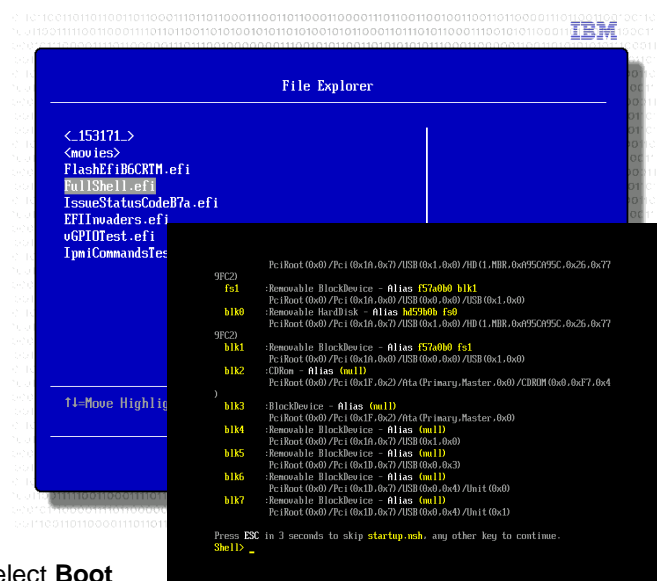 IBM
File Explorer
<_153171_>
<movies>
FlashEfiB6CRTM.efi
FullShell.efi
IssueStatusCodeB7a.efi
EFIInvaders.efi
vGPIOTest.efi
IpmiCommandsTes
↑↓=Move Highlig
PciRoot(0x0)/Pci(0x1A,0x7)/USB(0x1,0x0)/HD(1,MBR,0xA95CA95C,0x26,0x77
9FC2)
fs1 :Removable BlockDevice - Alias f57a0b0 blk1
PciRoot(0x0)/Pci(0x1A,0x0)/USB(0x0,0x0)/USB(0x1,0x0)
blk0 :Removable HardDisk - Alias hd59b0b fs0
PciRoot(0x0)/Pci(0x1A,0x7)/USB(0x1,0x0)/HD(1,MBR,0xA95CA95C,0x26,0x77
9FC2)
blk1 :Removable BlockDevice - Alias f57a0b0 fs1
PciRoot(0x0)/Pci(0x1A,0x0)/USB(0x0,0x0)/USB(0x1,0x0)
blk2 :CDRom - Alias (null)
PciRoot(0x0)/Pci(0x1F,0x2)/Ata(Primary,Master,0x0)/CDROM(0x0,0xF7,0x4
)
blk3 :BlockDevice - Alias (null)
PciRoot(0x0)/Pci(0x1F,0x2)/Ata(Primary,Master,0x0)
blk4 :Removable BlockDevice - Alias (null)
PciRoot(0x0)/Pci(0x1A,0x7)/USB(0x1,0x0)
blk5 :Removable BlockDevice - Alias (null)
PciRoot(0x0)/Pci(0x1D,0x7)/USB(0x0,0x3)
blk6 :Removable BlockDevice - Alias (null)
PciRoot(0x0)/Pci(0x1D,0x7)/USB(0x0,0x4)/Unit(0x0)
blk7 :Removable BlockDevice - Alias (null)
PciRoot(0x0)/Pci(0x1D,0x7)/USB(0x0,0x4)/Unit(0x1)
Press ESC in 3 seconds to skip startup.nsh, any other key to continue.
Shell> _
elect Boot